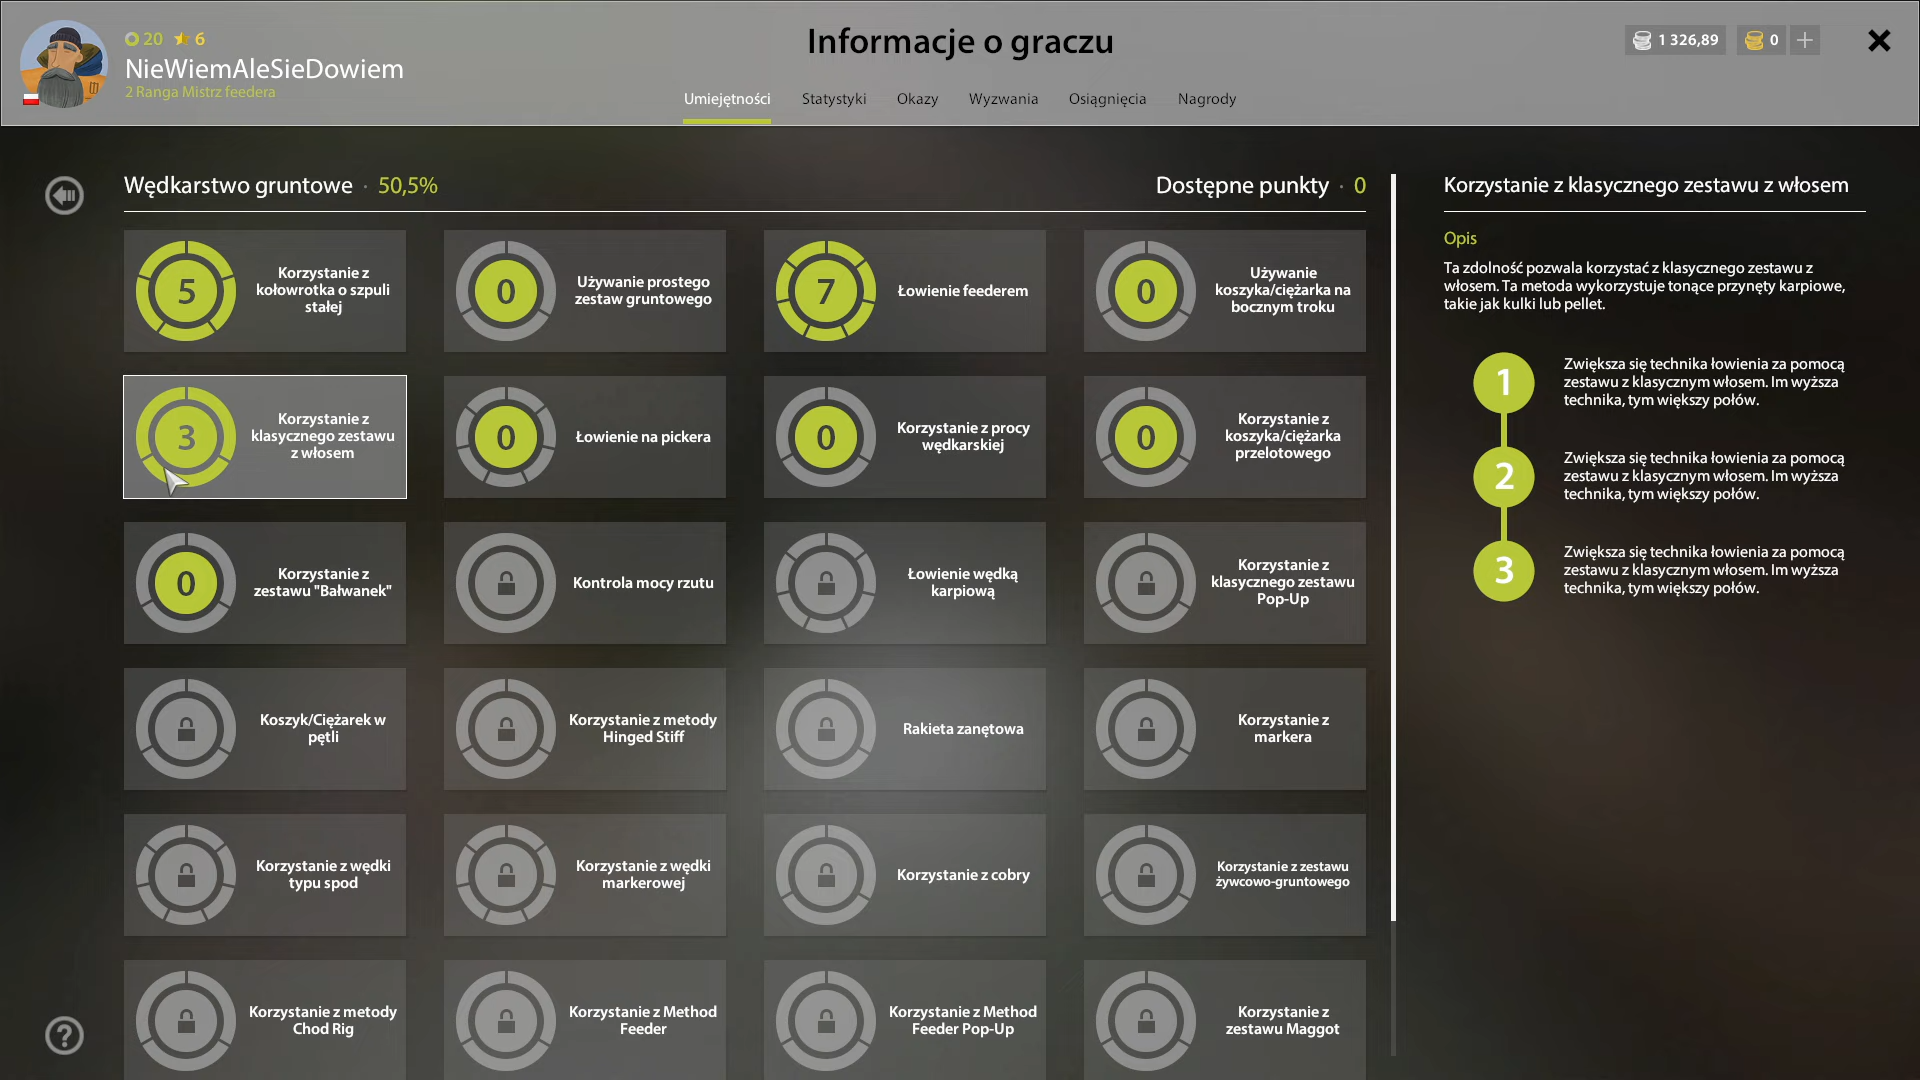 20 6
NieWiemAleSieDowiem
2 Ranga Mistrz feedera
Informacje o graczu
1 326,89
0
Umiejętności
Statystyki
Okazy
Wyzwania
Osiągnięcia
Nagrody
Wędkarstwo gruntowe · 50,5%
Dostępne punkty · 0
5
Korzystanie z
kołowrotka o szpuli
stałej
0
Używanie prostego
zestaw gruntowego
7
Łowienie feederem
0
Używanie
koszyka/ciężarka na
bocznym troku
3
Korzystanie z
klasycznego zestawu
z włosem
0
Łowienie na pickera
0
Korzystanie z procy
wędkarskiej
0
Korzystanie z
koszyka/ciężarka
przelotowego
0
Korzystanie z
zestawu "Bałwanek"
Kontrola mocy rzutu
Łowienie wędką
karpiową
Korzystanie z
klasycznego zestawu
Pop-Up
Koszyk/Ciężarek w
pętli
Korzystanie z metody
Hinged Stiff
Rakieta zanętowa
Korzystanie z
markera
Korzystanie z wędki
typu spod
Korzystanie z wędki
markerowej
Korzystanie z cobry
Korzystanie z zestawu
żywcowo-gruntowego
Korzystanie z metody
Chod Rig
Korzystanie z Method
Feeder
Korzystanie z Method
Feeder Pop-Up
Korzystanie z
zestawu Maggot
Korzystanie z klasycznego zestawu z włosem
Opis
Ta zdolność pozwala korzystać z klasycznego zestawu z
włosem. Ta metoda wykorzystuje tonące przynęty karpiowe,
takie jak kulki lub pellet.
1
Zwiększa się technika łowienia za pomocą
zestawu z klasycznym włosem. Im wyższa
technika, tym większy połów.
2
Zwiększa się technika łowienia za pomocą
zestawu z klasycznym włosem. Im wyższa
technika, tym większy połów.
3
Zwiększa się technika łowienia za pomocą
zestawu z klasycznym włosem. Im wyższa
technika, tym większy połów.